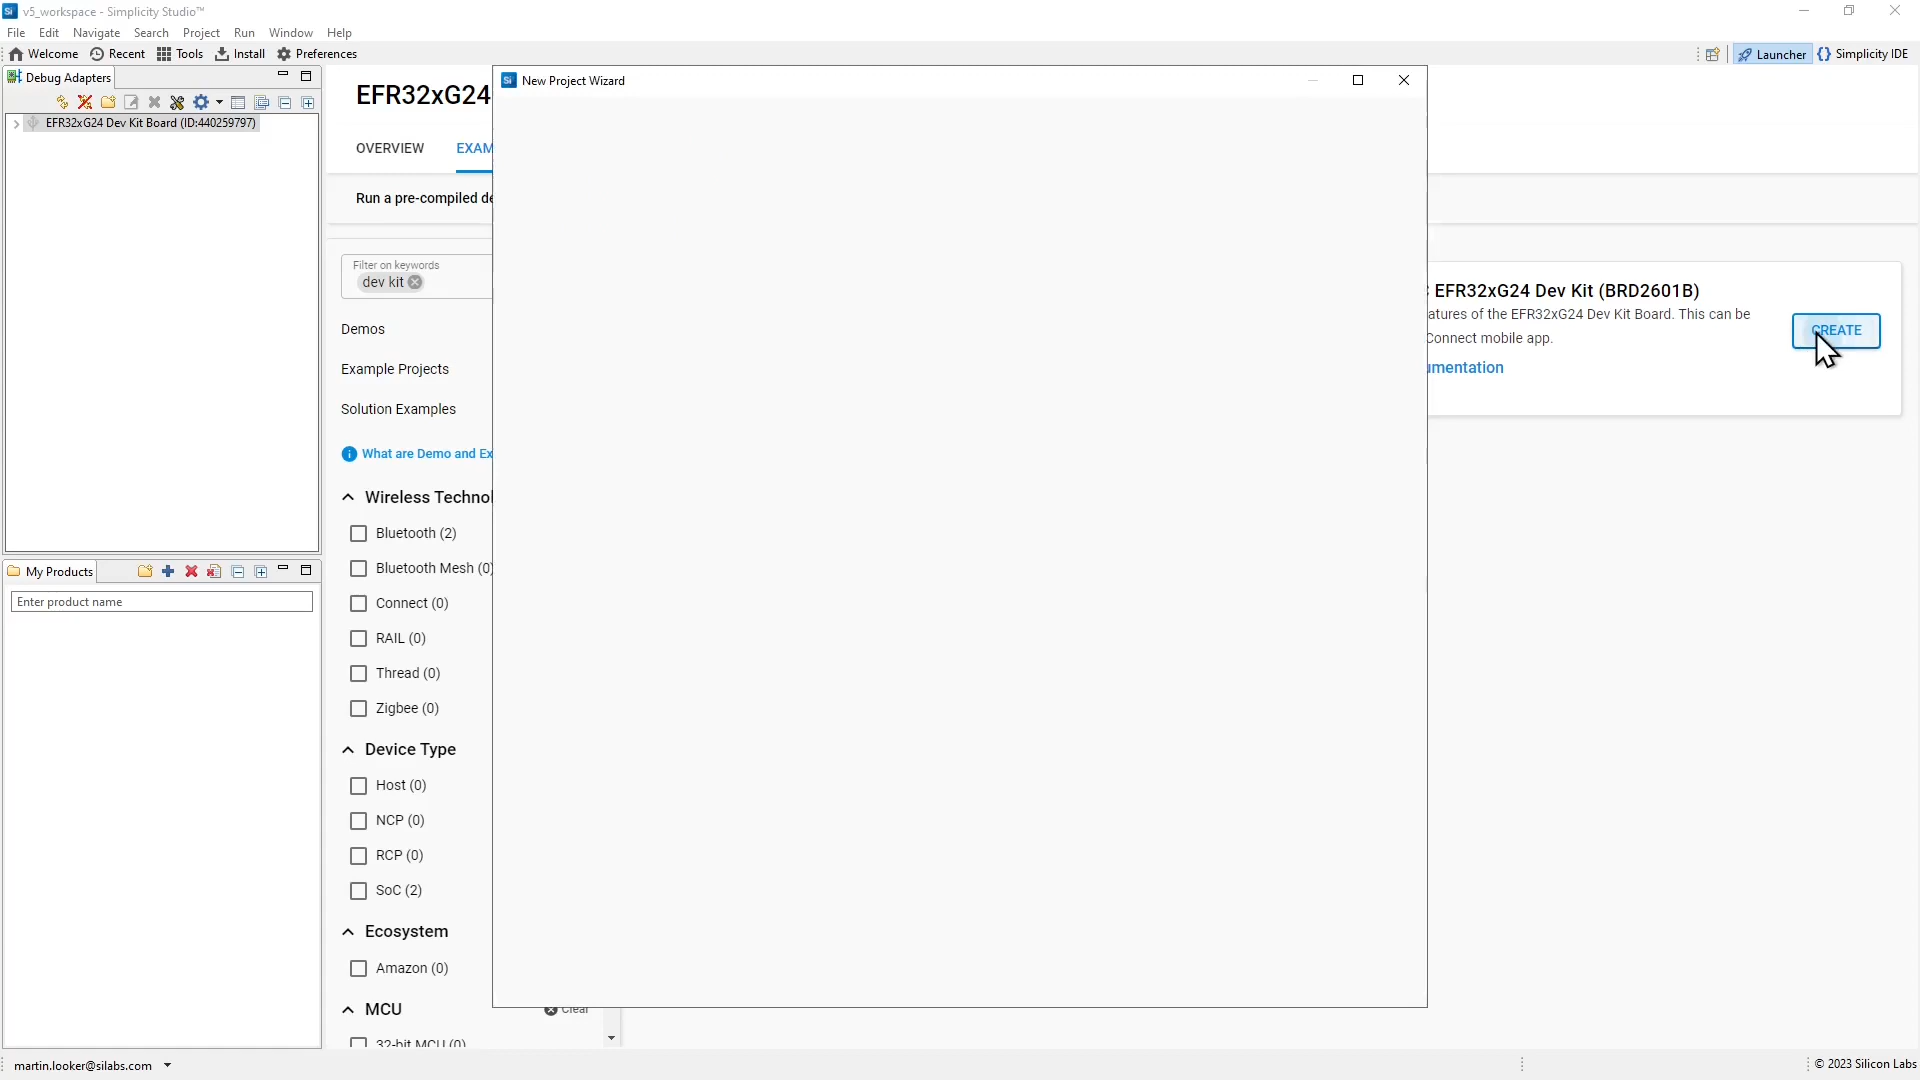 v5_workspace - Simplicity Studio™
File Edit Navigate Search Project Run Window Help
Welcome Recent Tools Install Preferences
Launcher Simplicity IDE
Debug Adapters
EFR32xG24 Dev Kit Board (ID:440259797)
My Products
Enter product name
EFR32xG24
OVERVIEW EXAM
Run a pre-compiled de
Filter on keywords
dev kit
Demos
Example Projects
Solution Examples
What are Demo and Ex
Wireless Technol
Bluetooth (2)
Bluetooth Mesh (0)
Connect (0)
RAIL (0)
Thread (0)
Zigbee (0)
Device Type
Host (0)
NCP (0)
RCP (0)
SoC (2)
Ecosystem
Amazon (0)
MCU
Clear
32-bit MCU (0)
New Project Wizard
EFR32xG24 Dev Kit (BRD2601B)
atures of the EFR32xG24 Dev Kit Board. This can be
Connect mobile app.
umentation
CREATE
martin.looker@silabs.com
© 2023 Silicon Labs